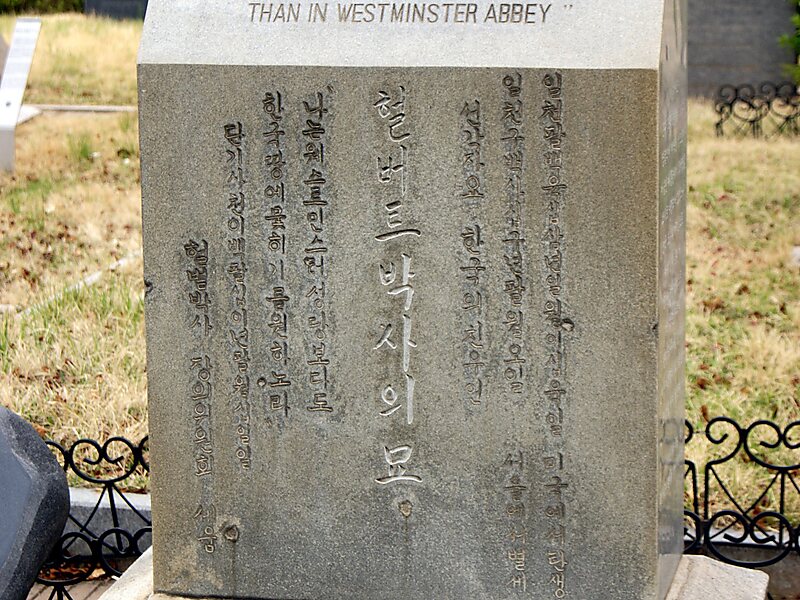 THAN IN WESTMINSTER ABBEY"
일천팔백육십삼년일월이십육일 미국에서탄생
일천구백사십구년팔월오일 서울에서별세
선각자요 한국의친우인
헐버트박사의묘
나는웨스트민스터성당보다도
한국땅에묻히기를원하노라
단기사천이백팔십이년팔월십일일
박사 장의위원회 세움